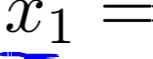 x₁ =